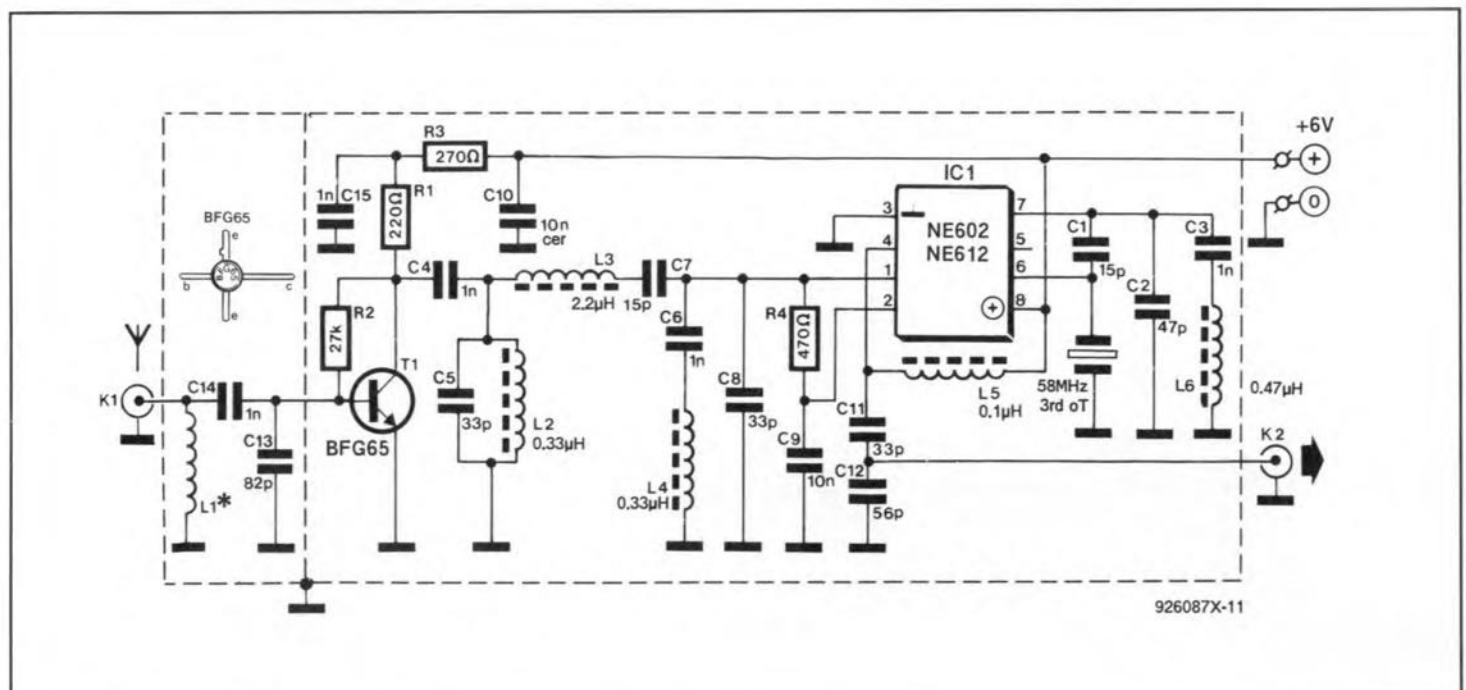 +6V
R3
270Ω
IC1
1n
C15
R1
220Ω
C10
10n
cer
BFG65
e
b
c
e
3
4
1
2
NE602
NE612
7
5
6
8
C1
15p
C3
1n
0
C4
1n
L3
2.2µH
C7
15p
R2
27k
C6
1n
R4
470Ω
C2
47p
K1
C14
1n
T1
C5
33p
L2
0.33µH
C8
33p
L5
0.1µH
58MHz
3rd oT
L6
0.47µH
C13
82p
BFG65
C11
33p
K2
L1*
L4
0.33µH
C9
10n
C12
56p
926087X-11